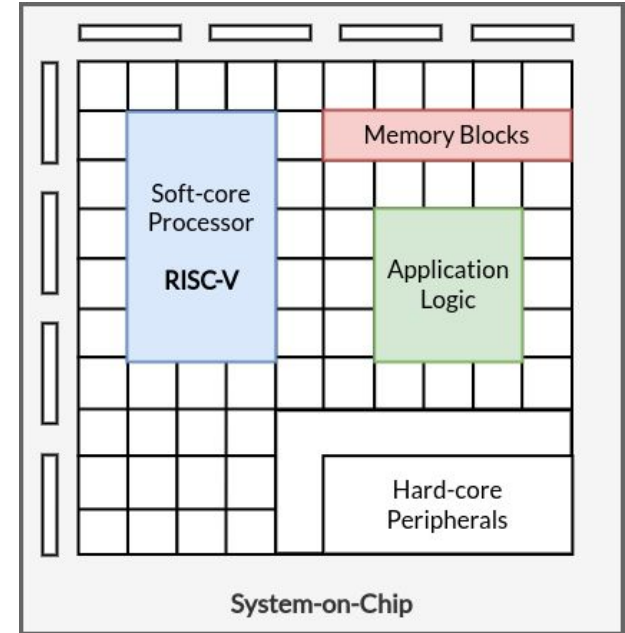 Memory Blocks
Soft-core
Processor
RISC-V
Application
Logic
Hard-core
Peripherals
System-on-Chip